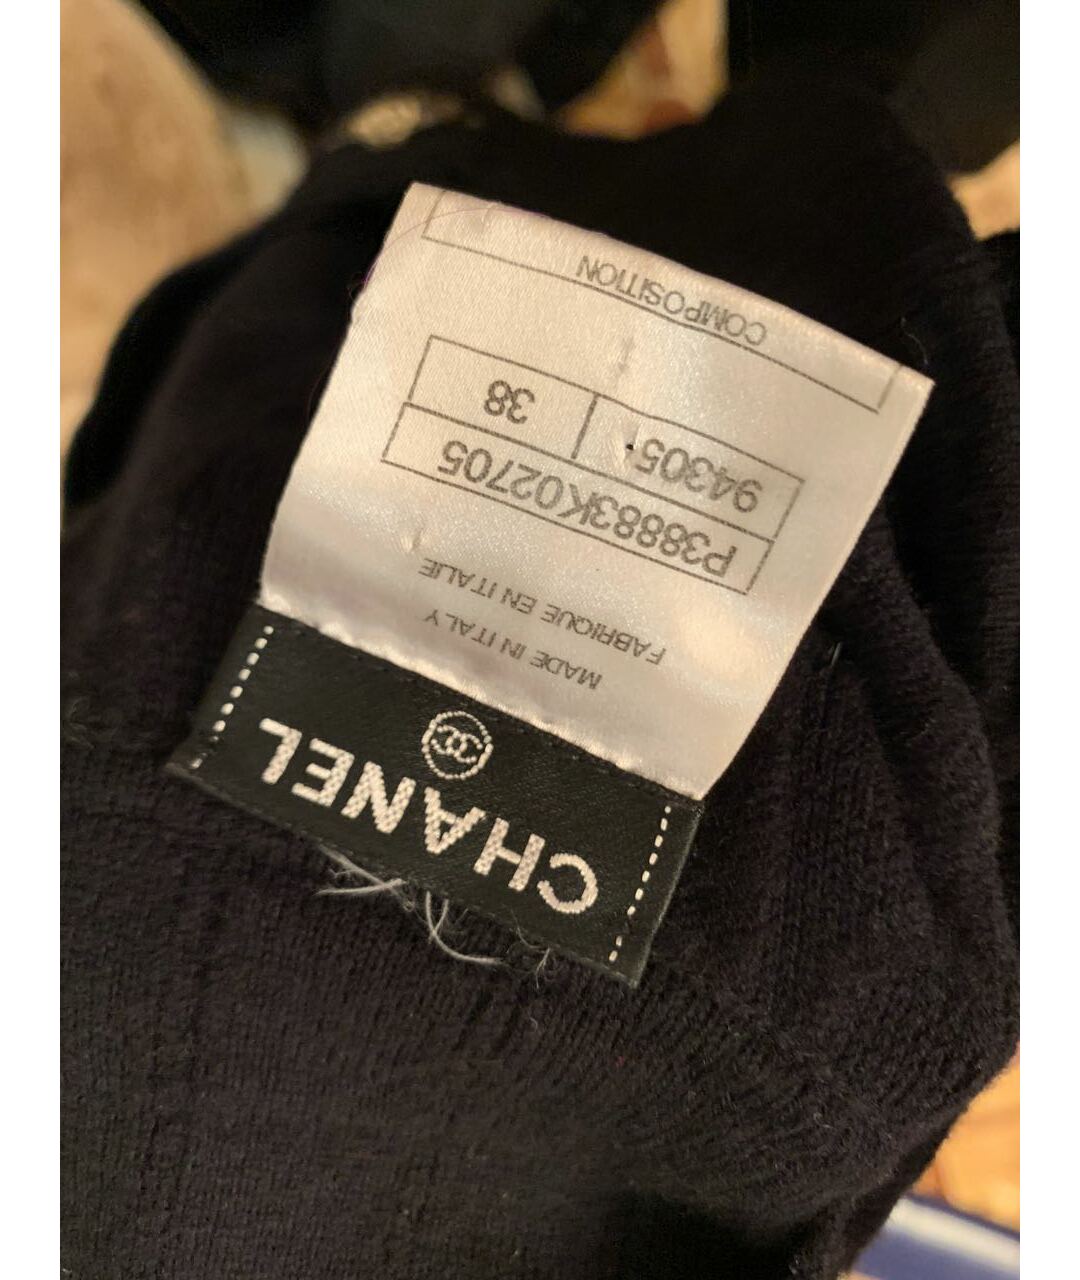 CHANEL
MADE IN ITALY
FABRIQUE EN ITALIE
P38883K02705
94305 38
COMPOSITION